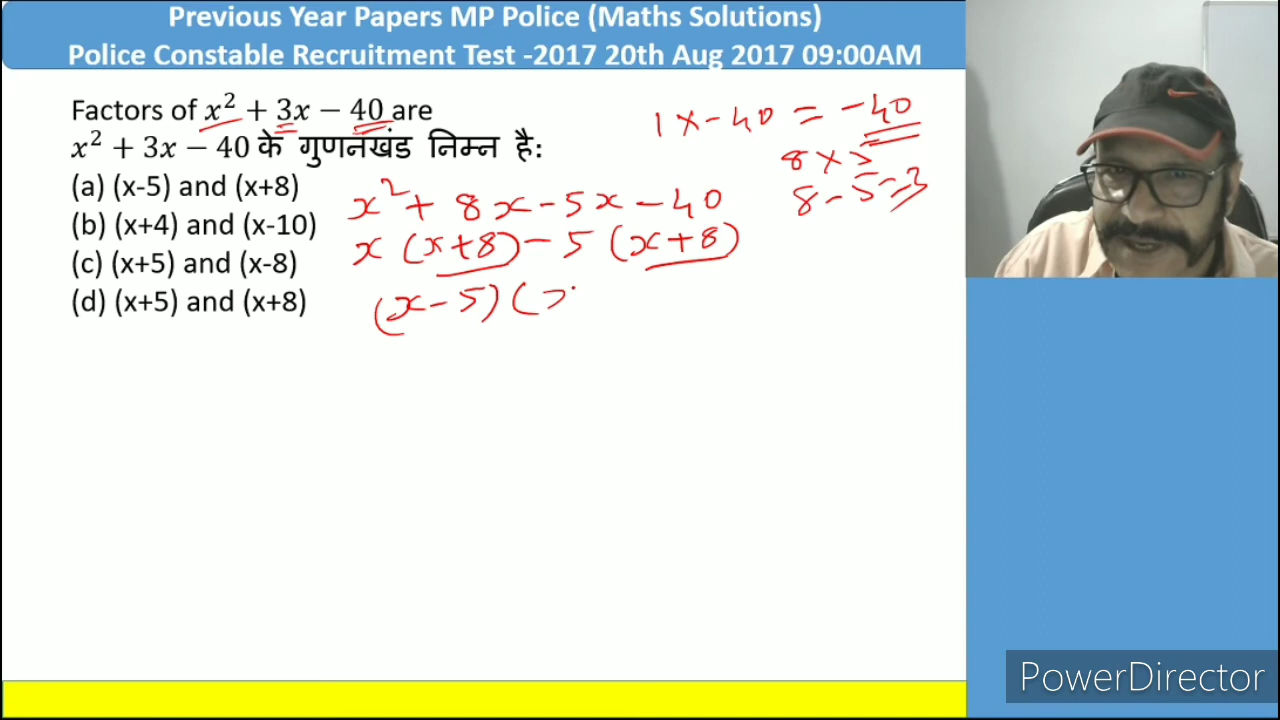 Previous Year Papers MP Police (Maths Solutions)
Police Constable Recruitment Test -2017 20th Aug 2017 09:00AM
Factors of x² + 3x − 40 are
x² + 3x − 40 के गुणनखंड निम्न है:
(a) (x-5) and (x+8)
(b) (x+4) and (x-10)
(c) (x+5) and (x-8)
(d) (x+5) and (x+8)
1 x - 40 = - 40
8 x 5
8 - 5 = 3
x² + 8x - 5x - 40
x (x+8) - 5 (x+8)
(x - 5) (x
PowerDirector